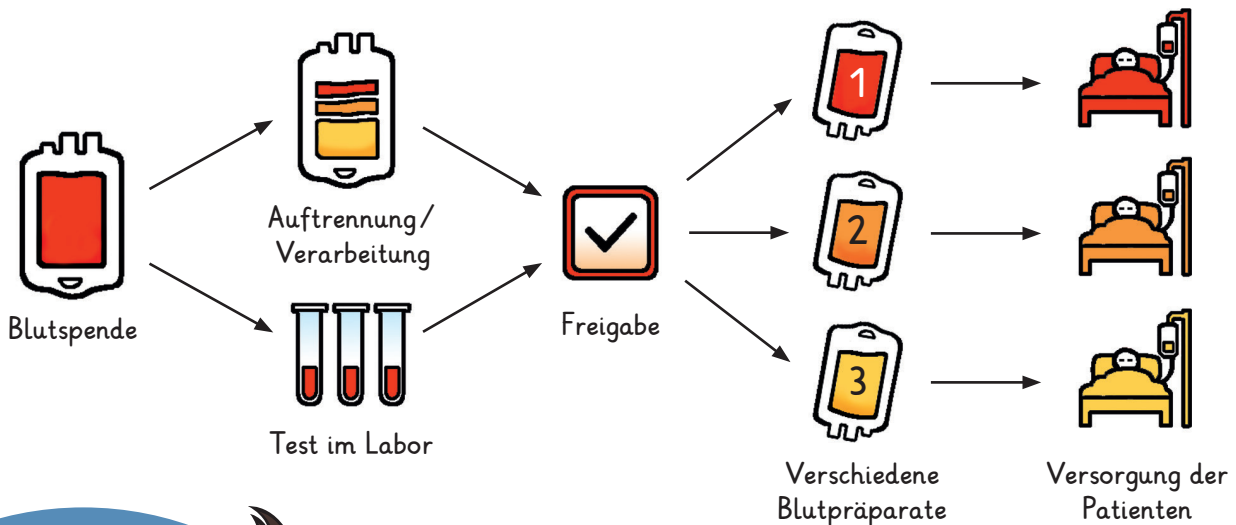 Blutspende
Auftrennung/
Verarbeitung
Test im Labor
Freigabe
1
2
3
Verschiedene
Blutpräparate
Versorgung der
Patienten